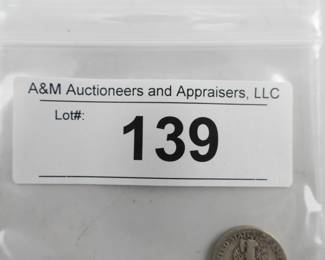 A&M Auctioneers and Appraisers, LLC
Lot#:
139